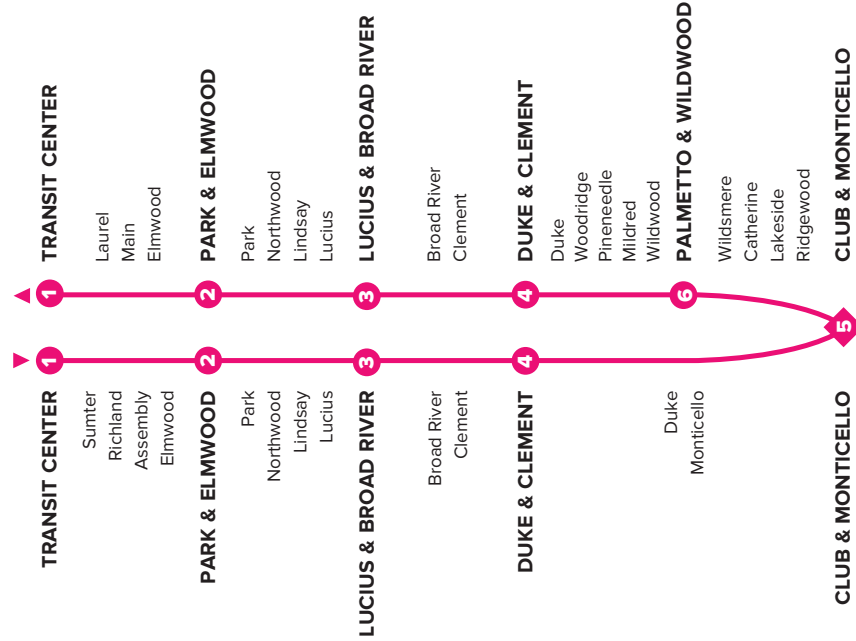 TRANSIT CENTER
Laurel
Main
Elmwood
PARK & ELMWOOD
Park
Northwood
Lindsay
Lucius
LUCIUS & BROAD RIVER
Broad River
Clement
DUKE & CLEMENT
Duke
Woodridge
Pineneedle
Mildred
Wildwood
PALMETTO & WILDWOOD
Wildsmere
Catherine
Lakeside
Ridgewood
CLUB & MONTICELLO
1
2
3
4
6
5
1
2
3
4
TRANSIT CENTER
Sumter
Richland
Assembly
Elmwood
PARK & ELMWOOD
Park
Northwood
Lindsay
Lucius
LUCIUS & BROAD RIVER
Broad River
Clement
DUKE & CLEMENT
Duke
Monticello
CLUB & MONTICELLO